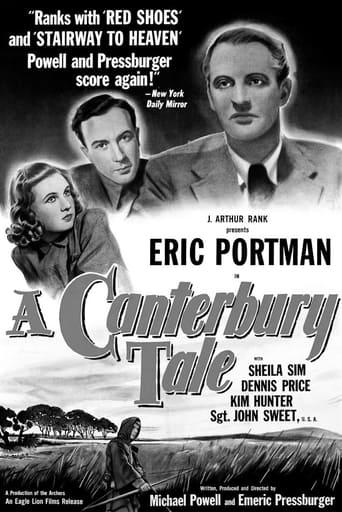 "Ranks with 'RED SHOES'
and 'STAIRWAY TO HEAVEN'
Powell and Pressburger
score again!"
—New York
Daily Mirror
J. ARTHUR RANK
presents
ERIC PORTMAN
IN
A Canterbury
Tale
WITH
SHEILA SIM
DENNIS PRICE
KIM HUNTER
Sgt. JOHN SWEET, U.S.A.
A Production of the Archers
An Eagle Lion Films Release
Written, Produced and Directed by
Michael Powell and Emeric Pressburger